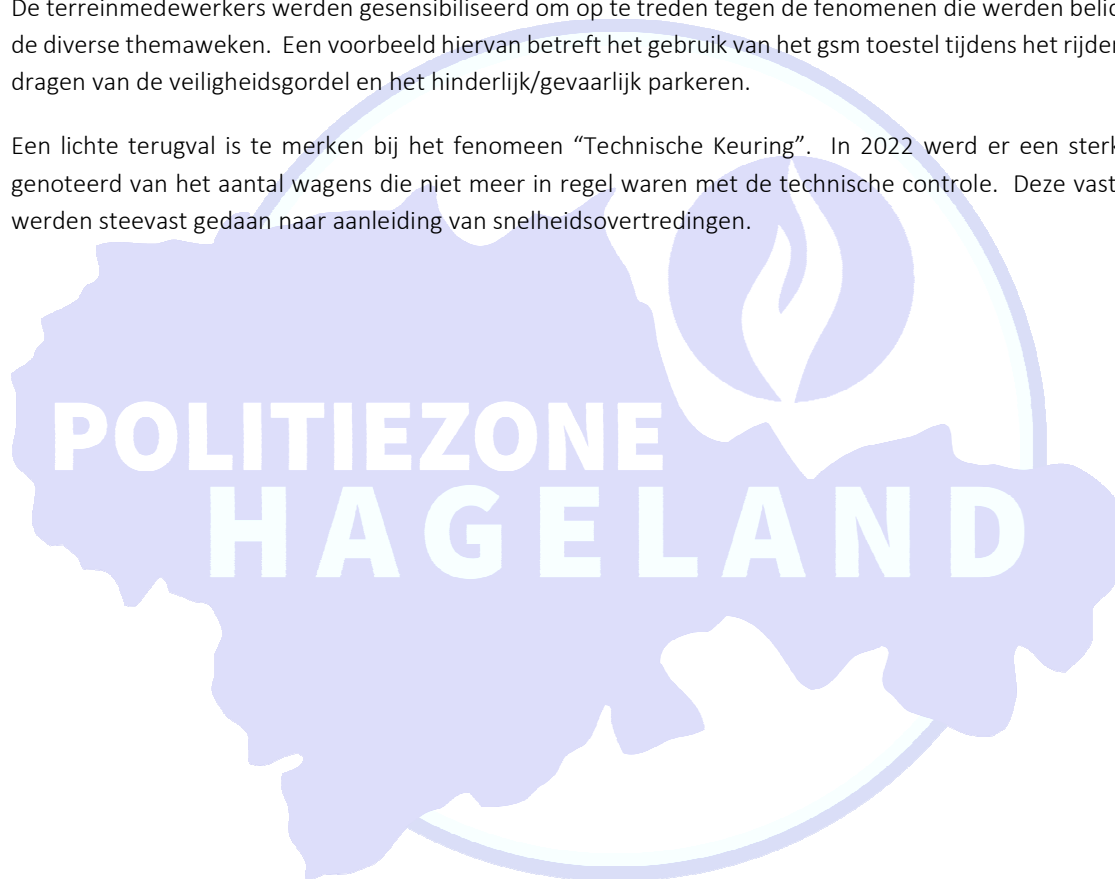 De terreinmedewerkers werden gesensibiliseerd om op te treden tegen de fenomenen die werden
de diverse themaweken. Een voorbeeld hiervan betreft het gebruik van het gsm toestel tijdens het
dragen van de veiligheidsgordel en het hinderlijk/gevaarlijk parkeren.
Een lichte terugval is te merken bij het fenomeen “Technische Keuring”. In 2022 werd er een
genoteerd van het aantal wagens die niet meer in regel waren met de technische controle. Deze
werden steevast gedaan naar aanleiding van snelheidsovertredingen.
POLITIEZONE
HAGELAND